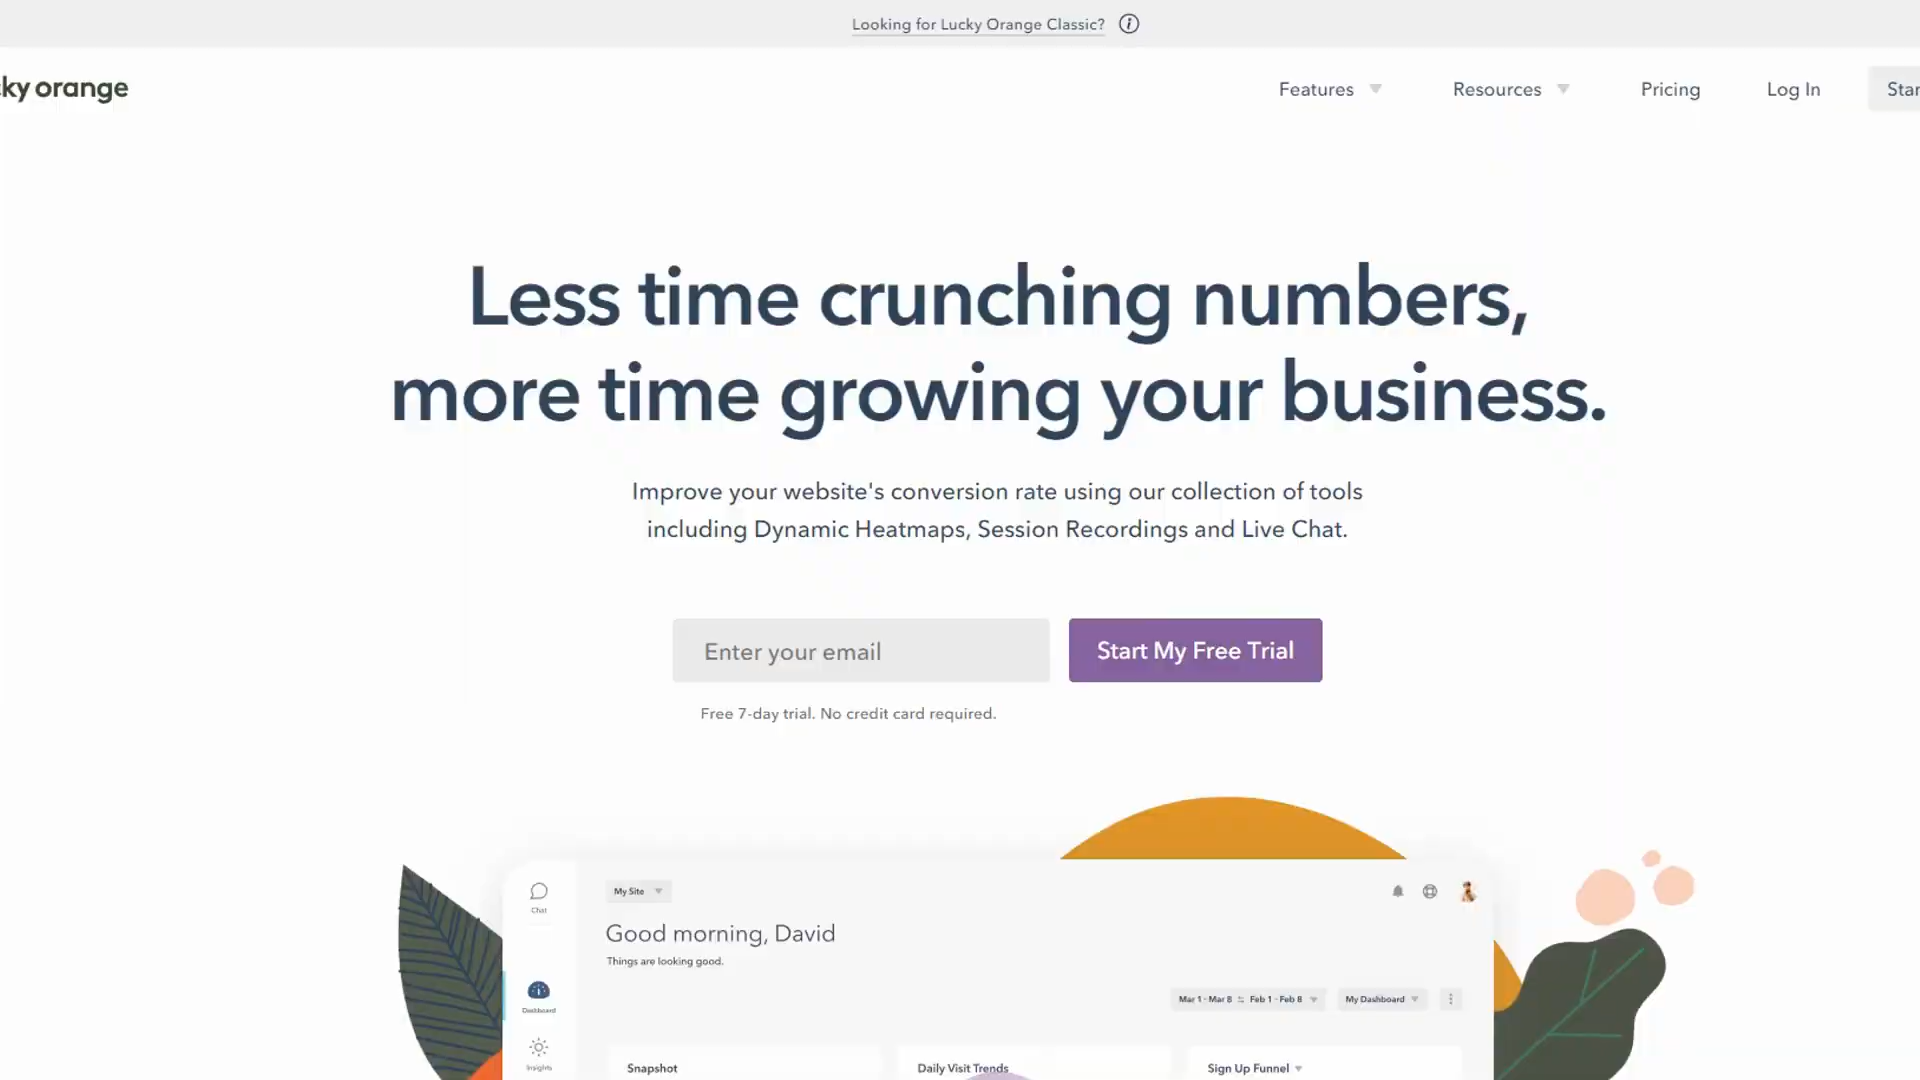 Looking for Lucky Orange Classic?
cky orange
Features
Resources
Pricing
Log In
Star
Less time crunching numbers,
more time growing your business.
Improve your website's conversion rate using our collection of tools
including Dynamic Heatmaps, Session Recordings and Live Chat.
Enter your email
Start My Free Trial
Free 7-day trial. No credit card required.
Chat
My Site
Good morning, David
Things are looking good.
Dashboard
Mar 1 - Mar 8
Feb 1 - Feb 8
My Dashboard
Insights
Snapshot
Daily Visit Trends
Sign Up Funnel